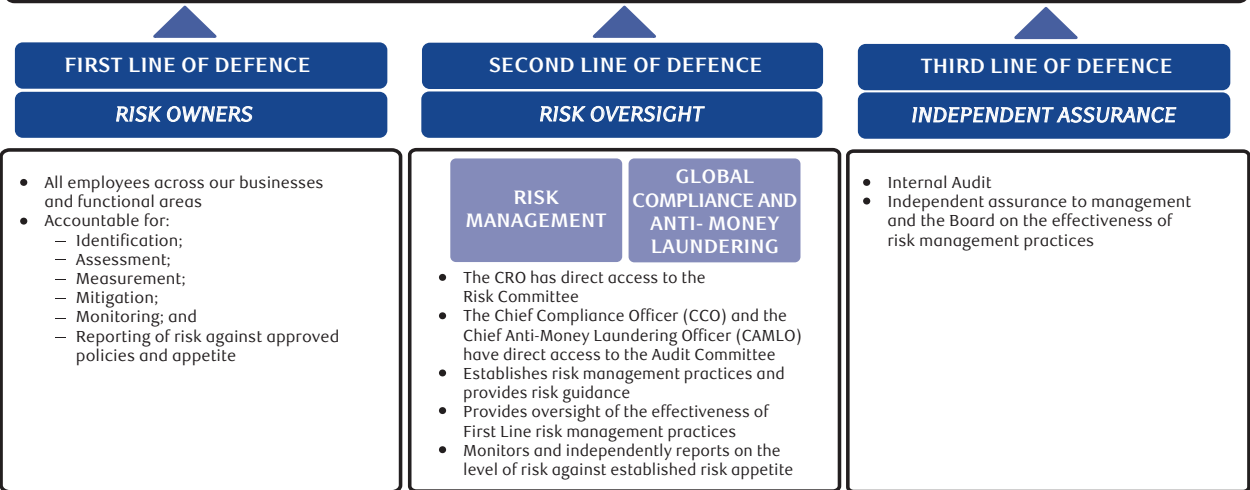 FIRST LINE OF DEFENCE
RISK OWNERS
• All employees across our businesses
and functional areas
• Accountable for:
– Identification;
– Assessment;
– Measurement;
– Mitigation;
– Monitoring; and
– Reporting of risk against approved
policies and appetite
SECOND LINE OF DEFENCE
RISK OVERSIGHT
RISK
MANAGEMENT
GLOBAL
COMPLIANCE AND
ANTI- MONEY
LAUNDERING
• The CRO has direct access to the
Risk Committee
• The Chief Compliance Officer (CCO) and the
Chief Anti-Money Laundering Officer (CAMLO)
have direct access to the Audit Committee
• Establishes risk management practices and
provides risk guidance
• Provides oversight of the effectiveness of
First Line risk management practices
• Monitors and independently reports on the
level of risk against established risk appetite
THIRD LINE OF DEFENCE
INDEPENDENT ASSURANCE
• Internal Audit
• Independent assurance to management
and the Board on the effectiveness of
risk management practices